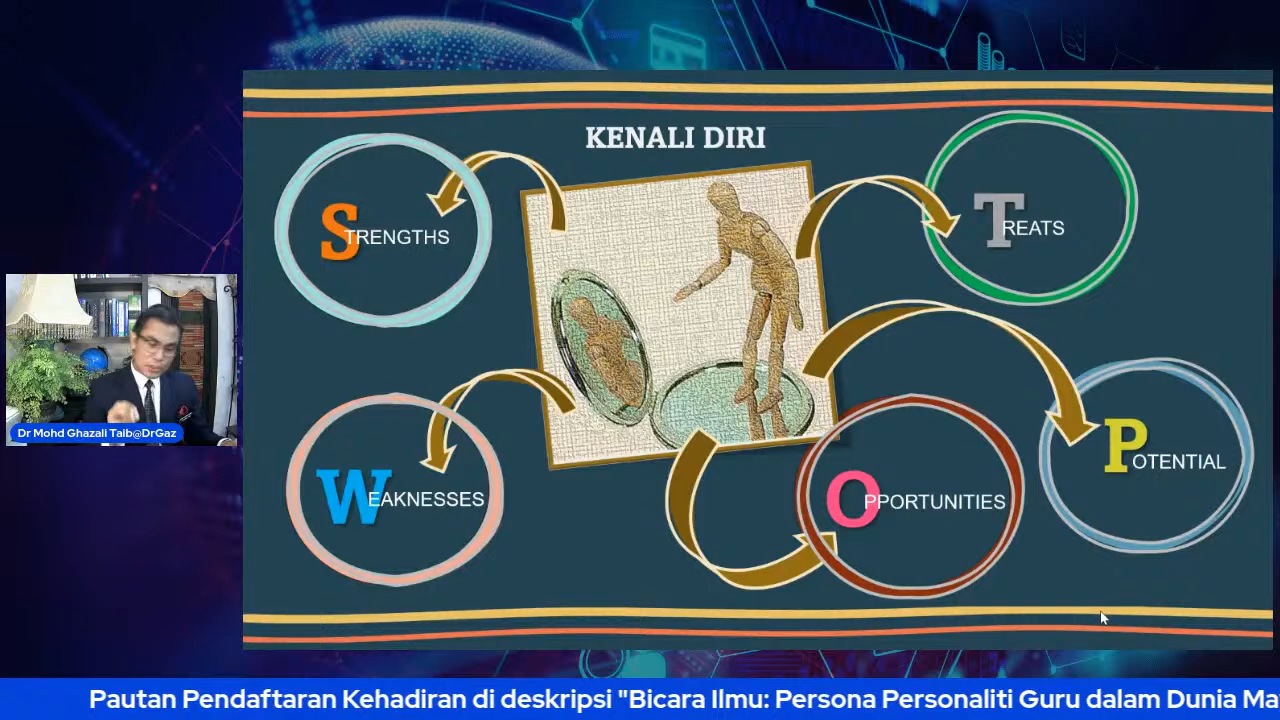 KENALI DIRI
STRENGTHS
TREATS
WEAKNESSES
OPPORTUNITIES
POTENTIAL
Dr Mohd Ghazali Taib@DrGaz
Pautan Pendaftaran Kehadiran di deskripsi "Bicara Ilmu: Persona Personaliti Guru dalam Dunia Ma